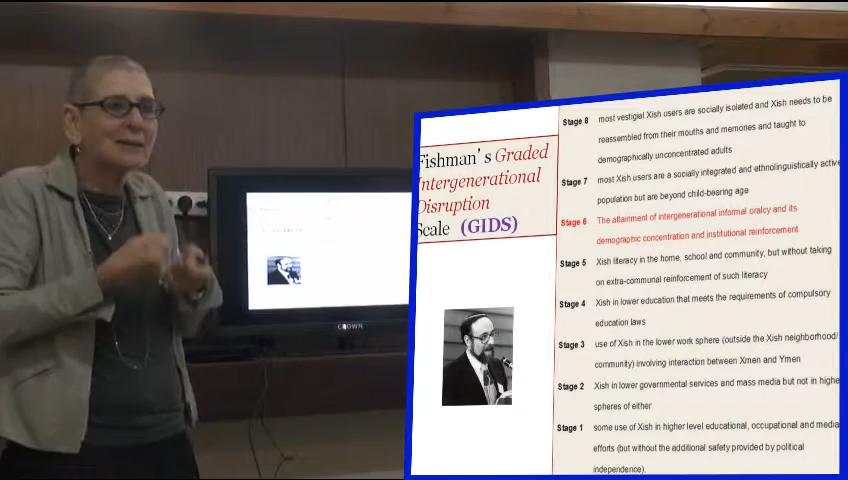 Fishman's Graded
Intergenerational
Disruption
Scale (GIDS)
Stage 8 most vestigial Xish users are socially isolated and Xish needs to be
reassembled from their mouths and memories and taught to
demographically unconcentrated adults
Stage 7 most Xish users are a socially integrated and ethnolinguistically active
population but are beyond child-bearing age
Stage 6 The attainment of intergenerational informal oralcy and its
demographic concentration and institutional reinforcement
Stage 5 Xish literacy in the home, school and community, but without taking
on extra-communal reinforcement of such literacy
Stage 4 Xish in lower education that meets the requirements of compulsory
education laws
Stage 3 use of Xish in the lower work sphere (outside the Xish neighborhood/
community) involving interaction between Xmen and Ymen
Stage 2 Xish in lower governmental services and mass media but not in highe
spheres of either
Stage 1 some use of Xish in higher level educational, occupational and media
efforts (but without the additional safety provided by political
independence).
CROWN